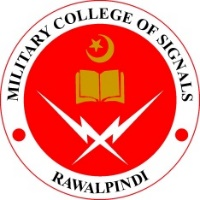 MILITARY COLLEGE OF SIGNALS
RAWALPINDI